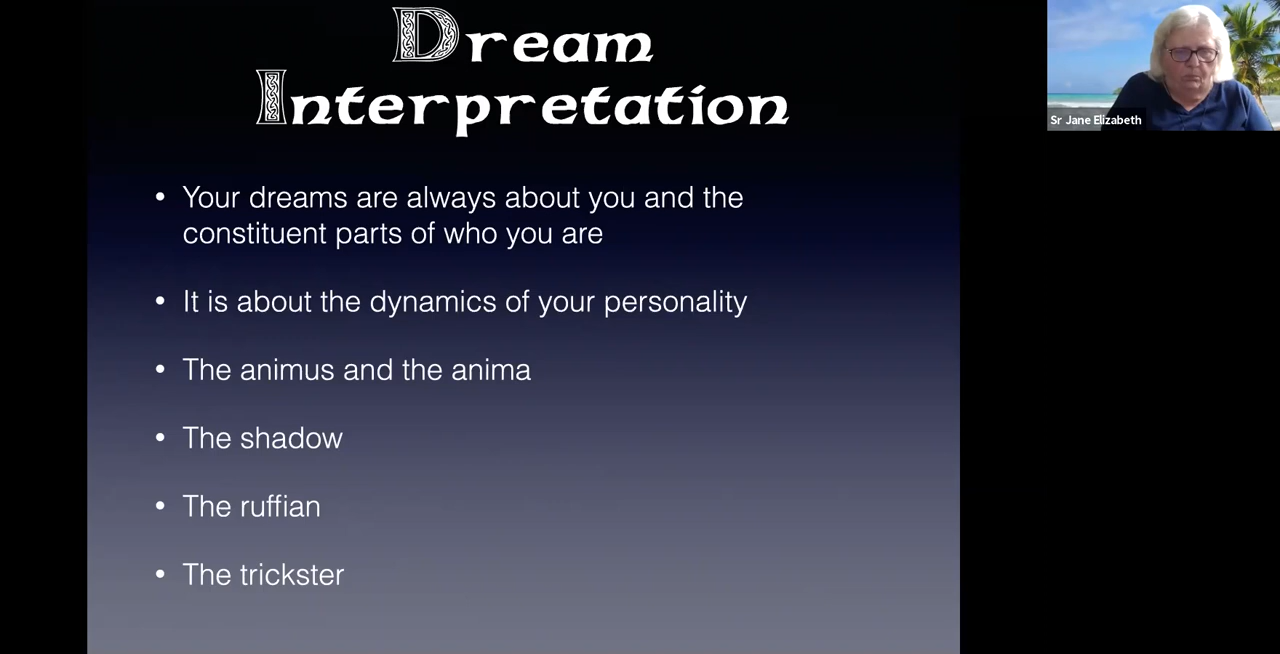 Dream
Interpretation
• Your dreams are always about you and the
constituent parts of who you are
• It is about the dynamics of your personality
• The animus and the anima
• The shadow
• The ruffian
• The trickster
Sr Jane Elizabeth